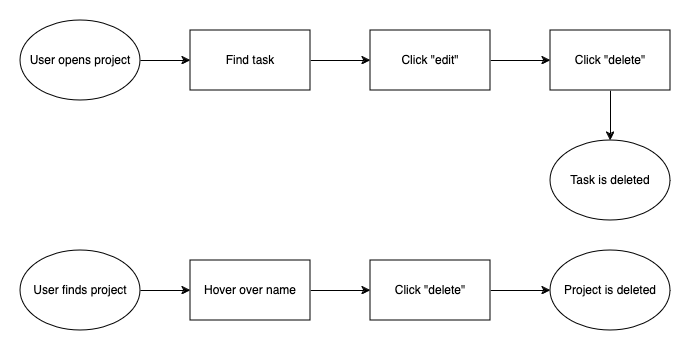 User opens project
Find task
Click "edit"
Click "delete"
Task is deleted
User finds project
Hover over name
Click "delete"
Project is deleted